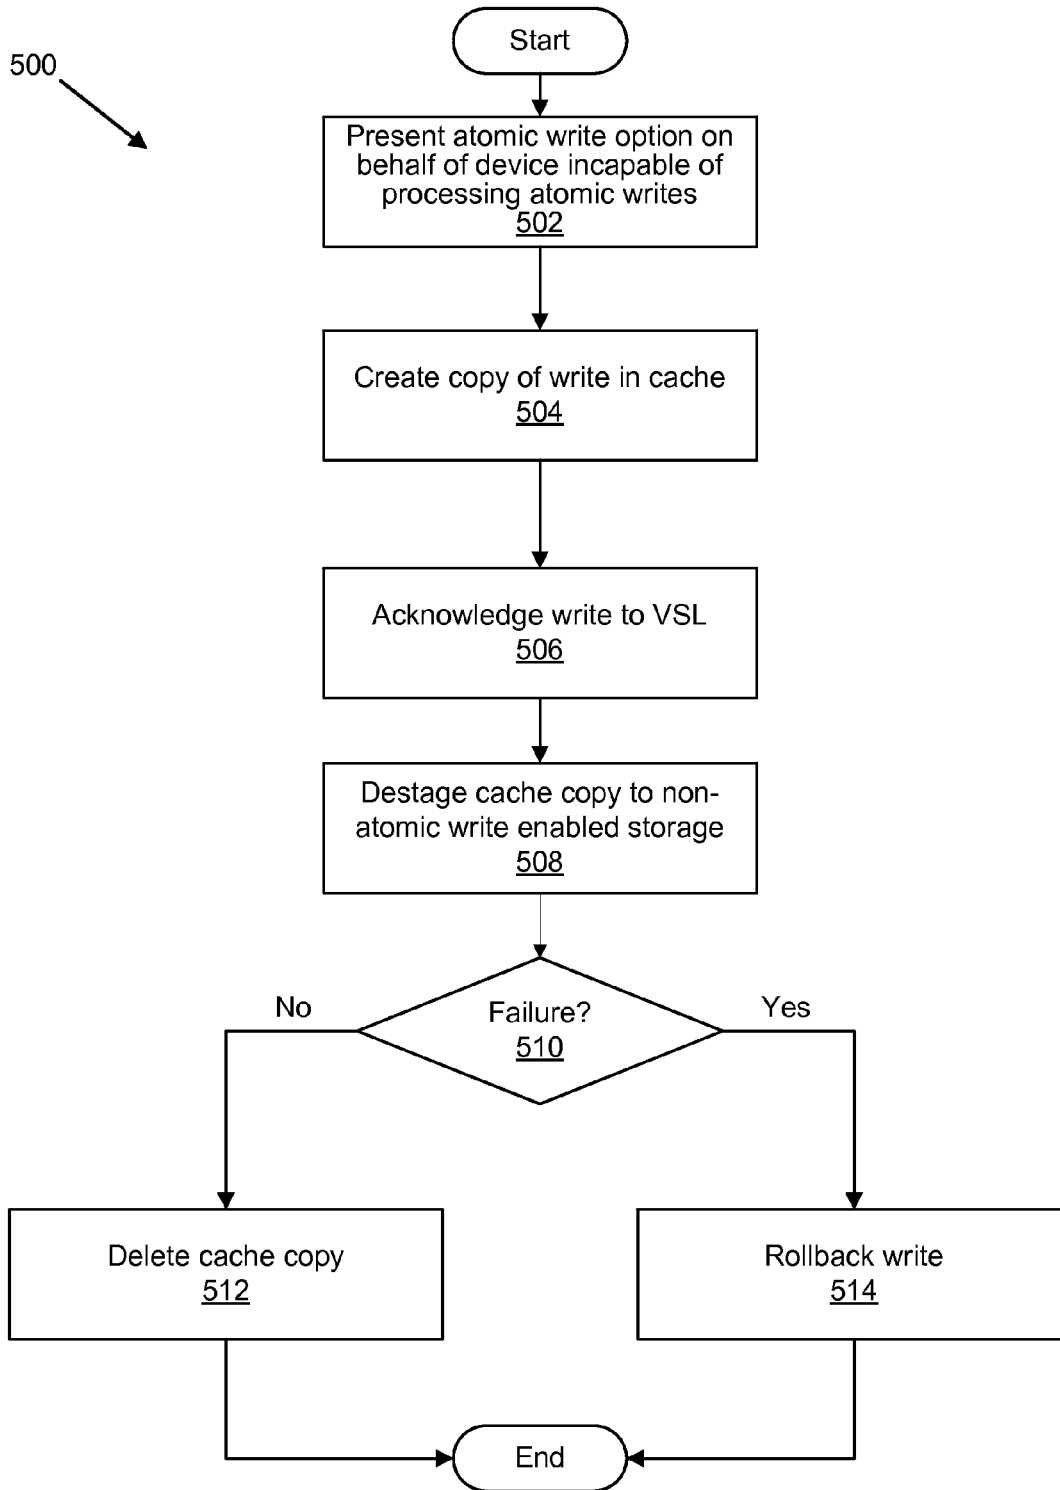 Start
500
Present atomic write option on
behalf of device incapable of
processing atomic writes
502
Create copy of write in cache
504
Acknowledge write to VSL
506
Destage cache copy to non-
atomic write enabled storage
508
No
Failure?
510
Yes
Delete cache copy
512
Rollback write
514
End